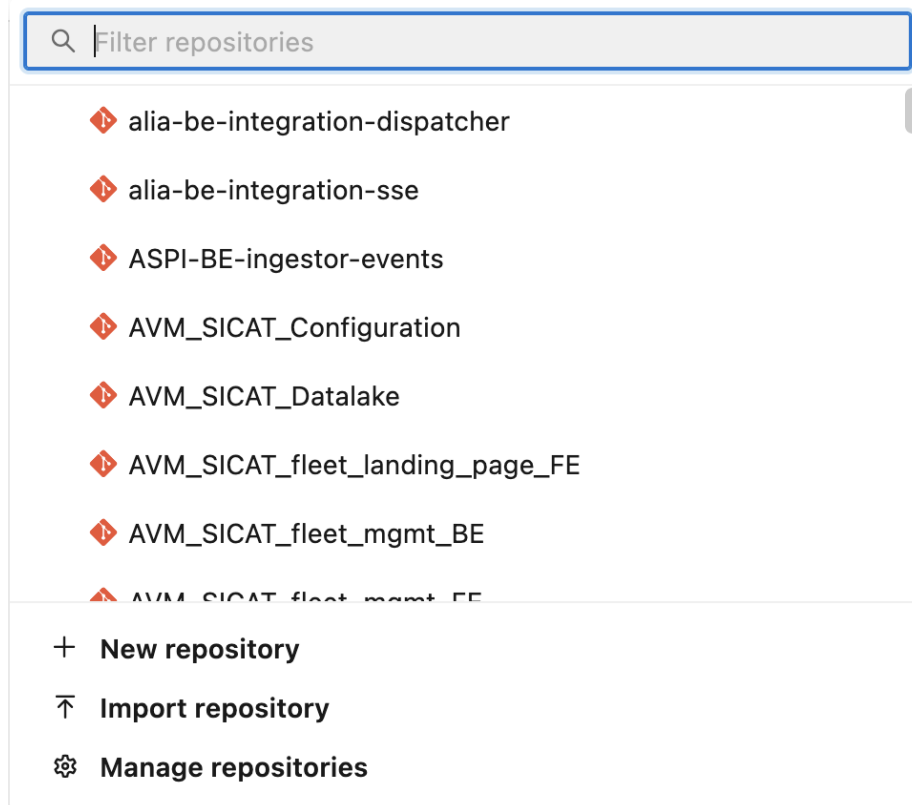 Filter repositories
alia-be-integration-dispatcher
alia-be-integration-sse
ASPI-BE-ingestor-events
AVM_SICAT_Configuration
AVM_SICAT_Datalake
AVM_SICAT_fleet_landing_page_FE
AVM_SICAT_fleet_mgmt_BE
AVM_SICAT_fleet_mgmt_FE
New repository
Import repository
Manage repositories